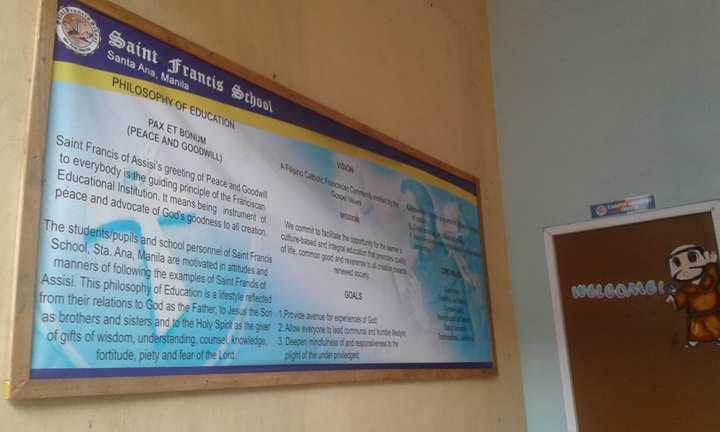 Saint Francis School
Santa Ana, Manila
PHILOSOPHY OF EDUCATION
PAX ET BONUM
(PEACE AND GOODWILL)
Saint Francis of Assisi's greeting of Peace and Goodwill
to everybody is the guiding principle of the Franciscan
Educational Institution. It means being instrument of
peace and advocate of God's goodness to all creation.
The students/pupils and school personnel of Saint Francis
School, Sta. Ana, Manila are motivated in attitudes and
manners of following the examples of Saint Francis of
Assisi. This philosophy of Education is a lifestyle reflected
from their relations to God as the Father, to Jesus the Son
as brothers and sisters and to the Holy Spirit as the giver
of gifts of wisdom, understanding, counsel, knowledge,
fortitude, piety and fear of the Lord.
VISION
A Filipino Catholic Franciscan Community enriched by the
Gospel Values
MISSION
We commit to facilitate the opportunity for the learner's
culture-based and integral education that promotes quality
of life, common good and reverence to all creation towards
renewed society.
GOALS
1. Provide avenue for experiences of God;
2. Allow everyone to lead communal and humble lifestyle;
3. Deepen mindfulness of and responsiveness to the
plight of the under priviledged;
WELCOME!